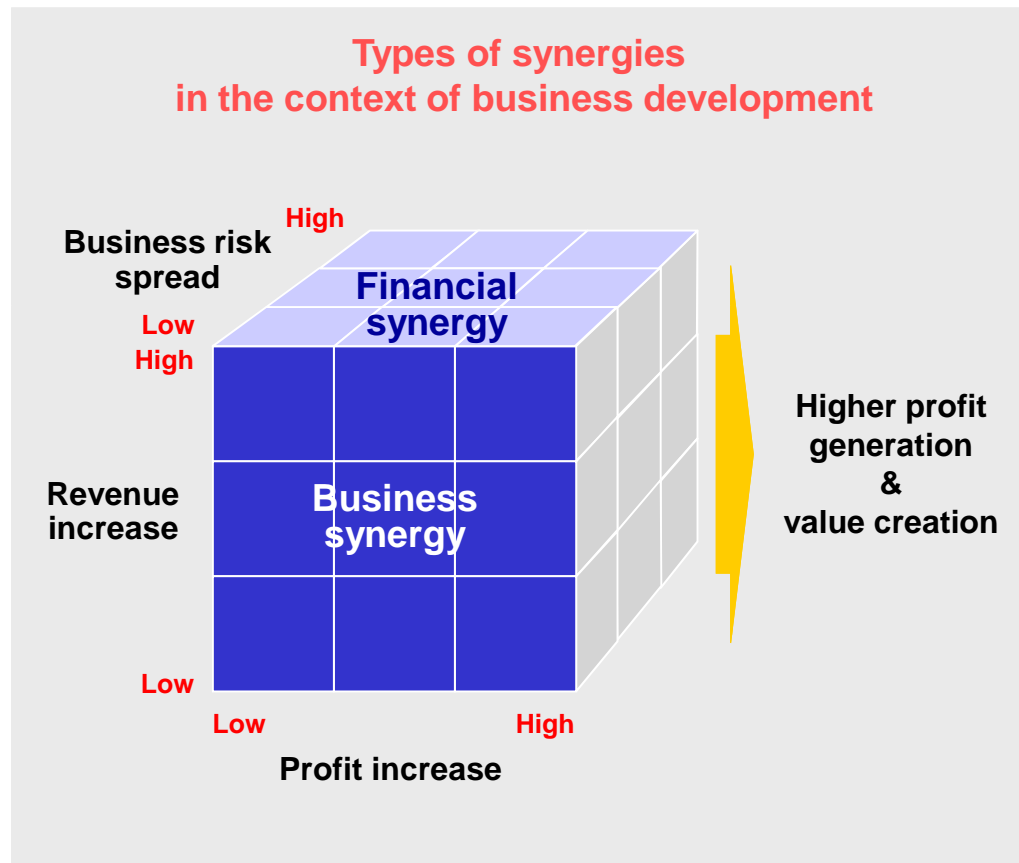 Types of synergies
in the context of business development
High
Business risk
spread
Low
Financial
synergy
High
Revenue
increase
Business
synergy
Low
Low
High
Profit increase
Higher profit
generation
&
value creation